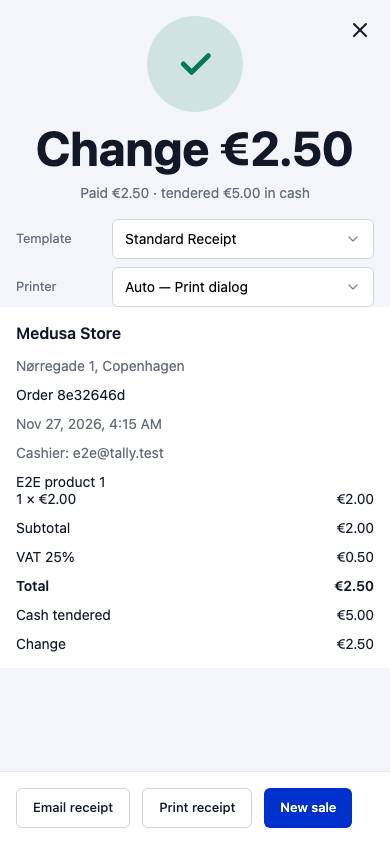 Change €2.50
Paid €2.50 · tendered €5.00 in cash
Template Standard Receipt
Printer Auto — Print dialog
Medusa Store
Nørregade 1, Copenhagen
Order 8e32646d
Nov 27, 2026, 4:15 AM
Cashier: e2e@tally.test
E2E product 1
1 × €2.00 €2.00
Subtotal €2.00
VAT 25% €0.50
Total €2.50
Cash tendered €5.00
Change €2.50
Email receipt Print receipt New sale